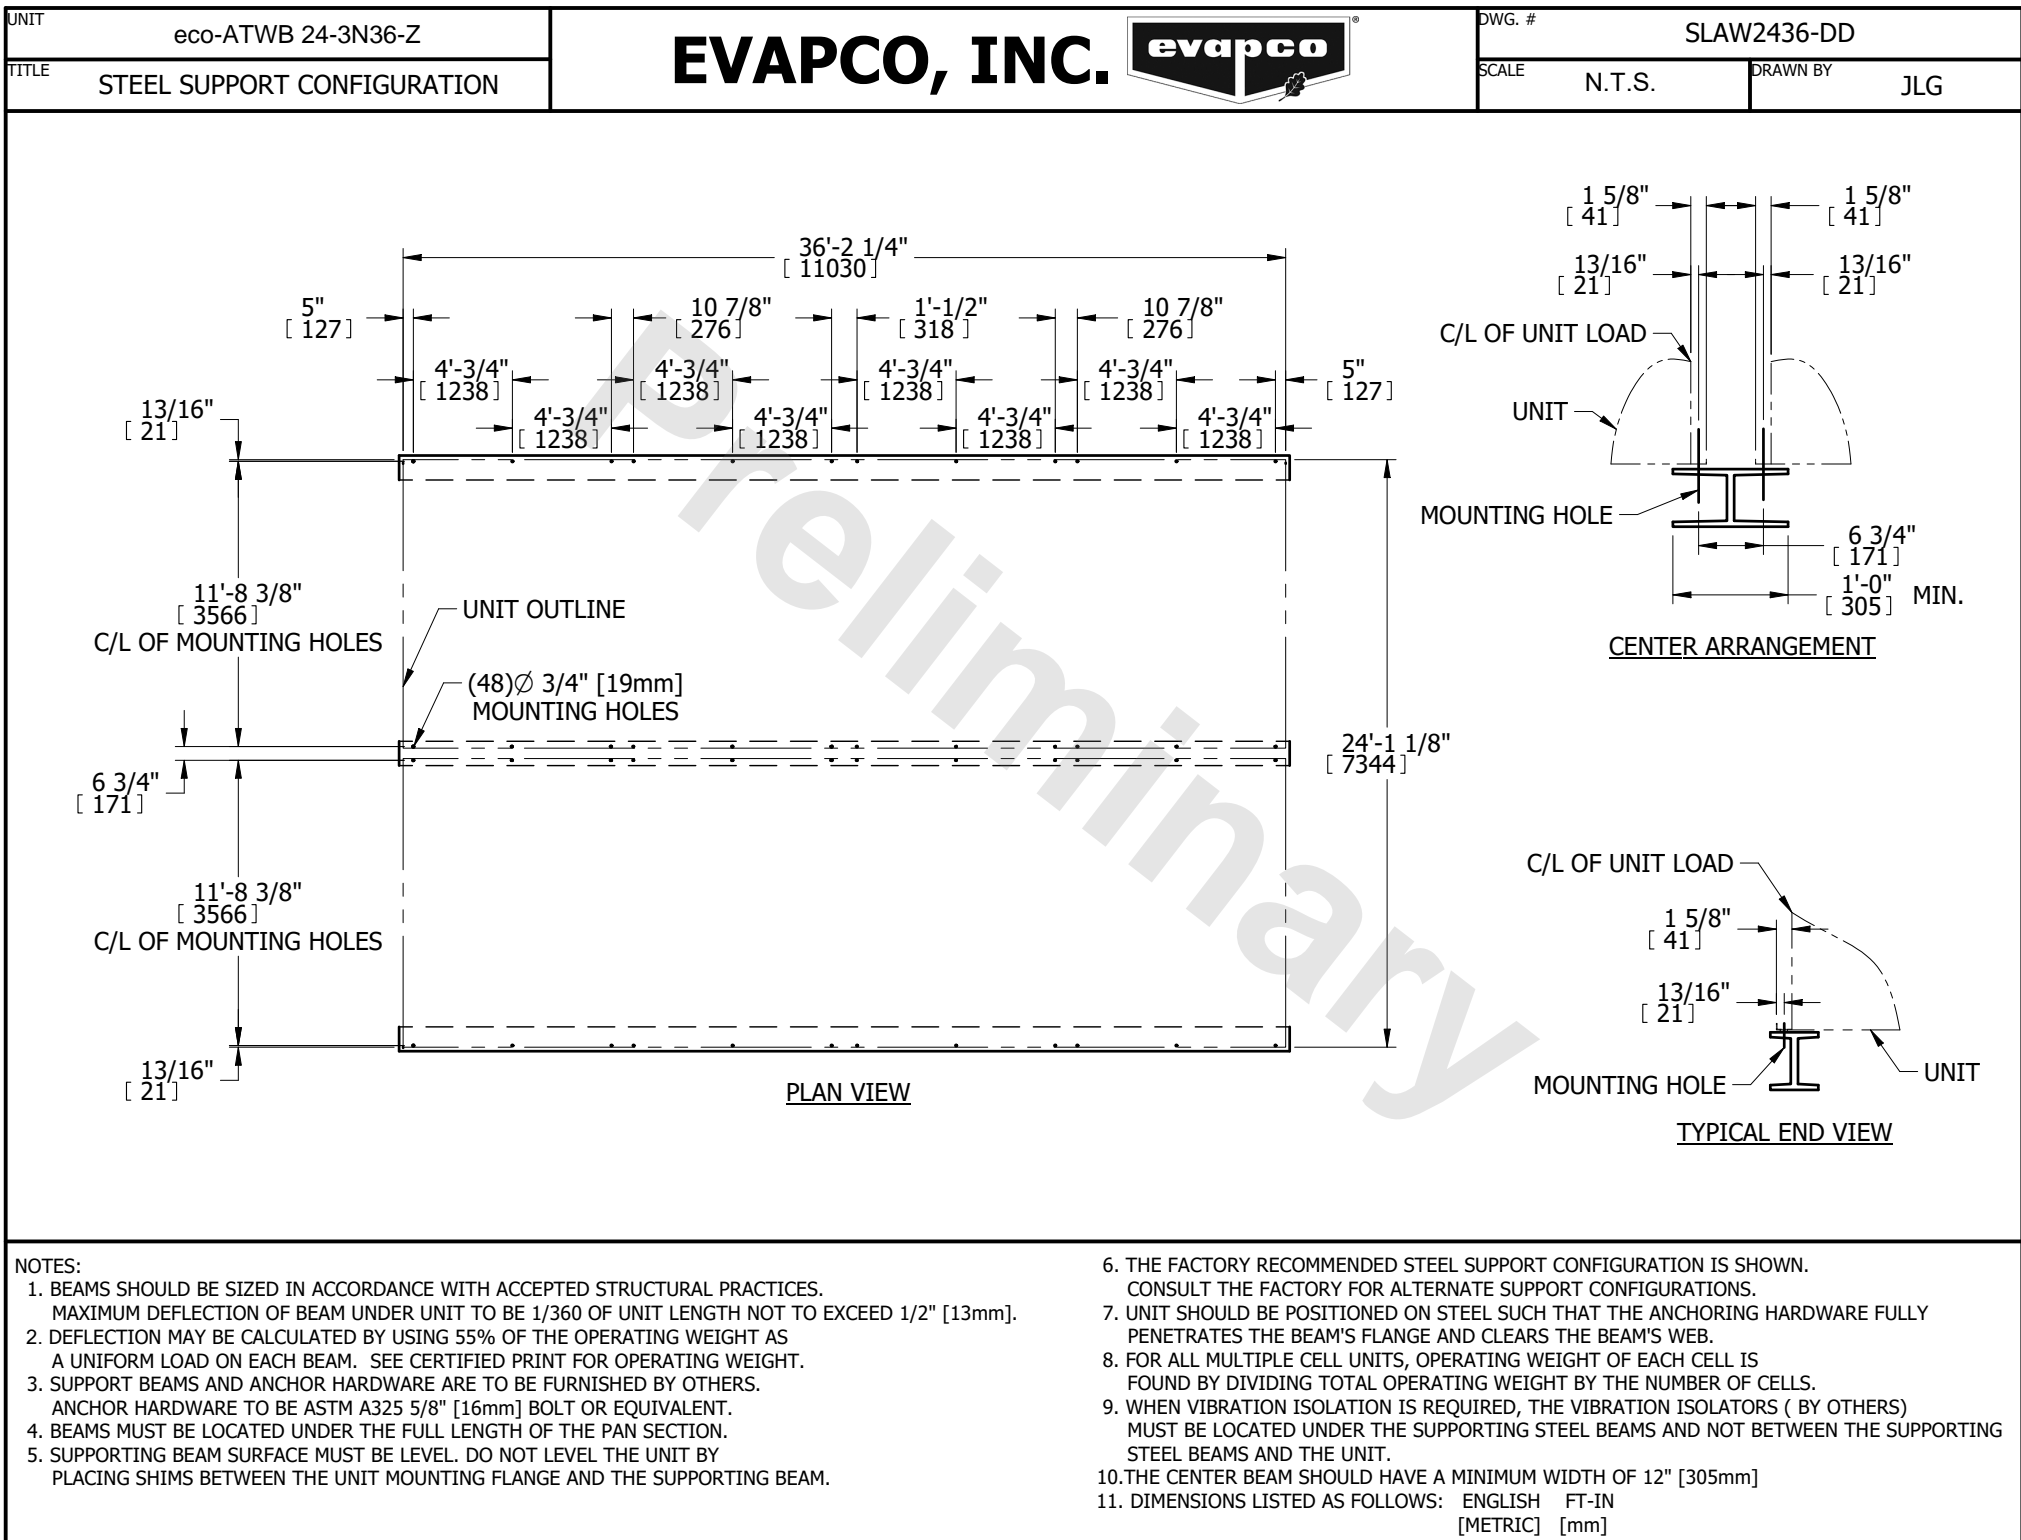 UNIT
eco-ATWB 24-3N36-Z
TITLE
STEEL SUPPORT CONFIGURATION
EVAPCO, INC.
evapco
®
DWG. #
SLAW2436-DD
SCALE
N.T.S.
DRAWN BY
JLG
36'-2 1/4"
[ 11030 ]
5"
[ 127 ]
10 7/8"
[ 276 ]
1'-1/2"
[ 318 ]
10 7/8"
[ 276 ]
4'-3/4"
[ 1238 ]
4'-3/4"
[ 1238 ]
4'-3/4"
[ 1238 ]
4'-3/4"
[ 1238 ]
5"
[ 127 ]
4'-3/4"
[ 1238 ]
4'-3/4"
[ 1238 ]
4'-3/4"
[ 1238 ]
4'-3/4"
[ 1238 ]
13/16"
[ 21 ]
11'-8 3/8"
[ 3566 ]
C/L OF MOUNTING HOLES
UNIT OUTLINE
(48)∅ 3/4" [19mm]
MOUNTING HOLES
6 3/4"
[ 171 ]
24'-1 1/8"
[ 7344 ]
11'-8 3/8"
[ 3566 ]
C/L OF MOUNTING HOLES
13/16"
[ 21 ]
PLAN VIEW
Preliminary
1 5/8"
[ 41 ]
1 5/8"
[ 41 ]
13/16"
[ 21 ]
13/16"
[ 21 ]
C/L OF UNIT LOAD
UNIT
MOUNTING HOLE
6 3/4"
[ 171 ]
1'-0"
[ 305 ] MIN.
CENTER ARRANGEMENT
C/L OF UNIT LOAD
1 5/8"
[ 41 ]
13/16"
[ 21 ]
MOUNTING HOLE
UNIT
TYPICAL END VIEW
NOTES:
1. BEAMS SHOULD BE SIZED IN ACCORDANCE WITH ACCEPTED STRUCTURAL PRACTICES.
MAXIMUM DEFLECTION OF BEAM UNDER UNIT TO BE 1/360 OF UNIT LENGTH NOT TO EXCEED 1/2" [13mm].
2. DEFLECTION MAY BE CALCULATED BY USING 55% OF THE OPERATING WEIGHT AS
A UNIFORM LOAD ON EACH BEAM. SEE CERTIFIED PRINT FOR OPERATING WEIGHT.
3. SUPPORT BEAMS AND ANCHOR HARDWARE ARE TO BE FURNISHED BY OTHERS.
ANCHOR HARDWARE TO BE ASTM A325 5/8" [16mm] BOLT OR EQUIVALENT.
4. BEAMS MUST BE LOCATED UNDER THE FULL LENGTH OF THE PAN SECTION.
5. SUPPORTING BEAM SURFACE MUST BE LEVEL. DO NOT LEVEL THE UNIT BY
PLACING SHIMS BETWEEN THE UNIT MOUNTING FLANGE AND THE SUPPORTING BEAM.
6. THE FACTORY RECOMMENDED STEEL SUPPORT CONFIGURATION IS SHOWN.
CONSULT THE FACTORY FOR ALTERNATE SUPPORT CONFIGURATIONS.
7. UNIT SHOULD BE POSITIONED ON STEEL SUCH THAT THE ANCHORING HARDWARE FULLY
PENETRATES THE BEAM'S FLANGE AND CLEARS THE BEAM'S WEB.
8. FOR ALL MULTIPLE CELL UNITS, OPERATING WEIGHT OF EACH CELL IS
FOUND BY DIVIDING TOTAL OPERATING WEIGHT BY THE NUMBER OF CELLS.
9. WHEN VIBRATION ISOLATION IS REQUIRED, THE VIBRATION ISOLATORS ( BY OTHERS)
MUST BE LOCATED UNDER THE SUPPORTING STEEL BEAMS AND NOT BETWEEN THE SUPPORTING
STEEL BEAMS AND THE UNIT.
10.THE CENTER BEAM SHOULD HAVE A MINIMUM WIDTH OF 12" [305mm]
11. DIMENSIONS LISTED AS FOLLOWS: ENGLISH FT-IN
[METRIC] [mm]